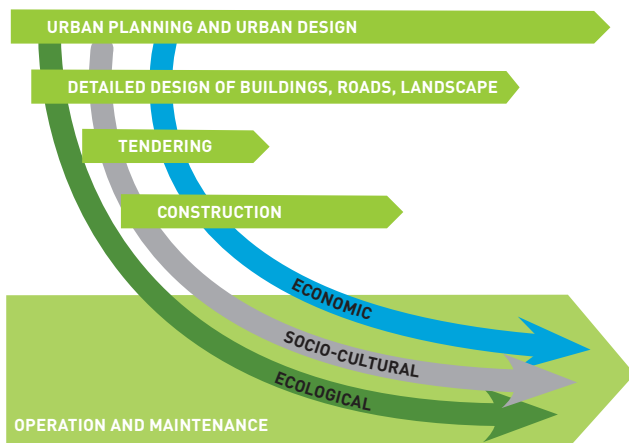 URBAN PLANNING AND URBAN DESIGN
DETAILED DESIGN OF BUILDINGS, ROADS, LANDSCAPE
TENDERING
CONSTRUCTION
ECONOMIC
SOCIO-CULTURAL
ECOLOGICAL
OPERATION AND MAINTENANCE